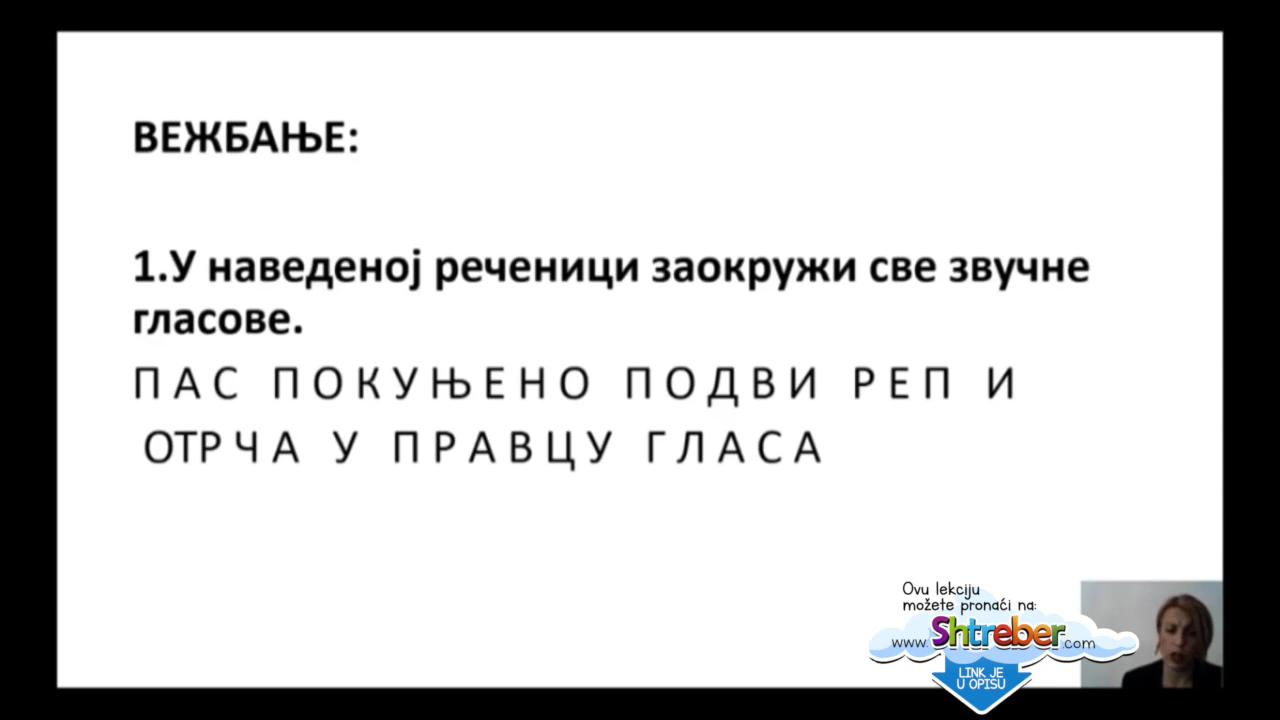 ВЕЖБАЊЕ:
1.У наведеној реченици заокружи све звучне
гласове.
П А С П О К У Њ Е Н О П О Д В И Р Е П И
ОТР Ч А У П Р А В Ц У Г Л А С А
Ovu lekciju
možete pronaći na:
www. Shtreber .com
LINK JE
U OPISU